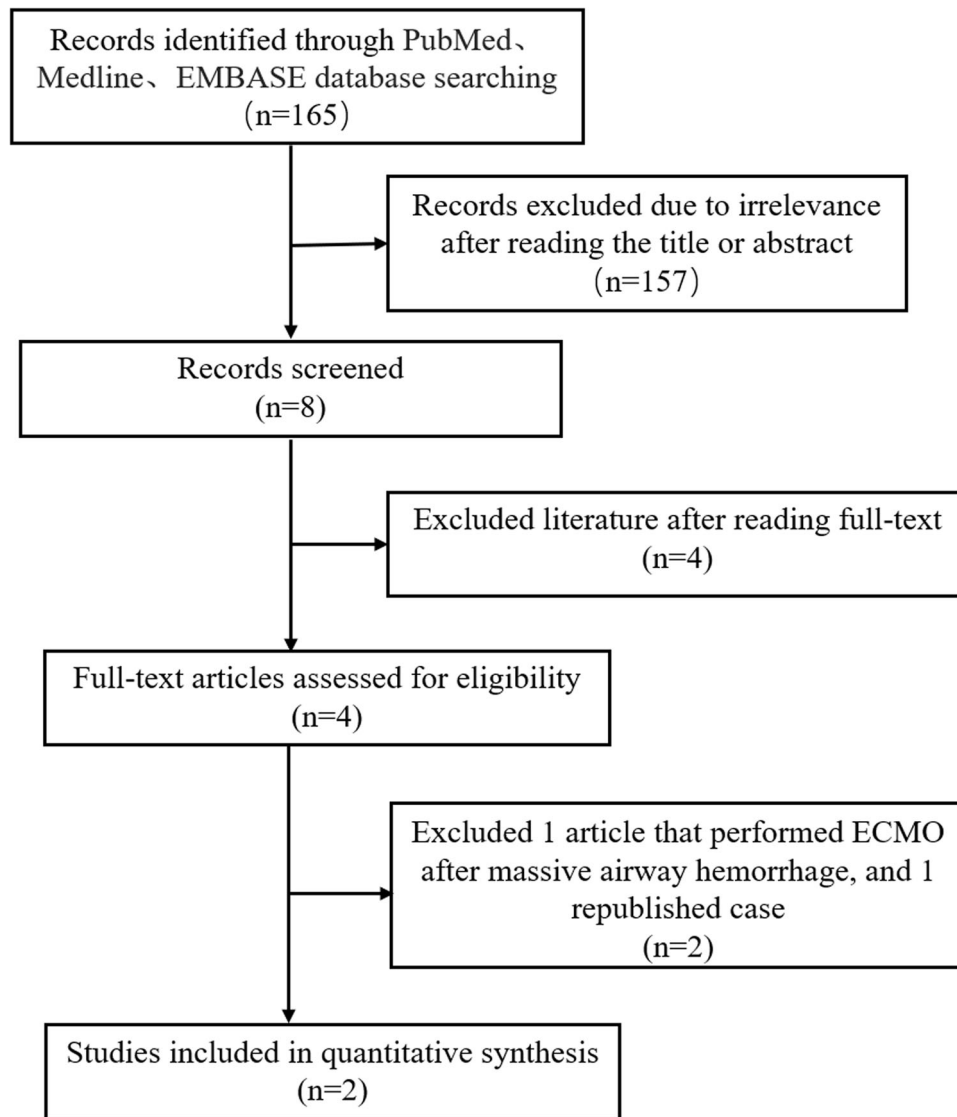 Records identified through PubMed、
Medline、EMBASE database searching
（n=165）
Records excluded due to irrelevance
after reading the title or abstract
（n=157）
Records screened
(n=8)
Excluded literature after reading full-text
(n=4)
Full-text articles assessed for eligibility
(n=4)
Excluded 1 article that performed ECMO
after massive airway hemorrhage, and 1
republished case
(n=2)
Studies included in quantitative synthesis
(n=2)